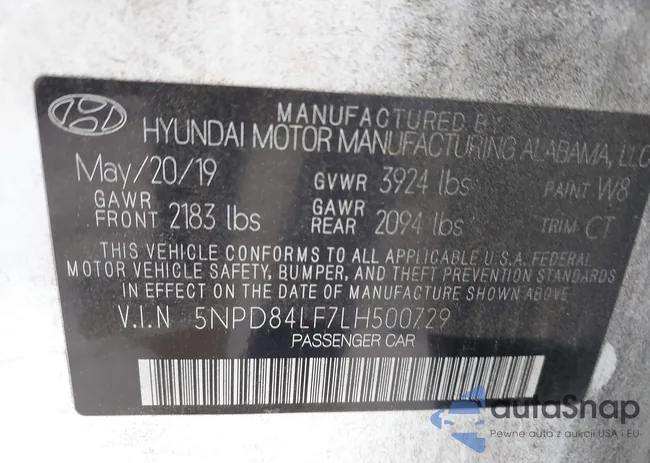 MANUFACTURED BY
HYUNDAI MOTOR MANUFACTURING ALABAMA, LLC
May/20/19 GVWR 3924 lbs PAINT W8
GAWR FRONT 2183 lbs GAWR REAR 2094 lbs TRIM CT
THIS VEHICLE CONFORMS TO ALL APPLICABLE U.S.A. FEDERAL
MOTOR VEHICLE SAFETY, BUMPER, AND THEFT PREVENTION STANDARDS
IN EFFECT ON THE DATE OF MANUFACTURE SHOWN ABOVE
V.I.N 5NPD84LF7LH500729
PASSENGER CAR
autoSnap
Pewne auta z aukcji USA i EU